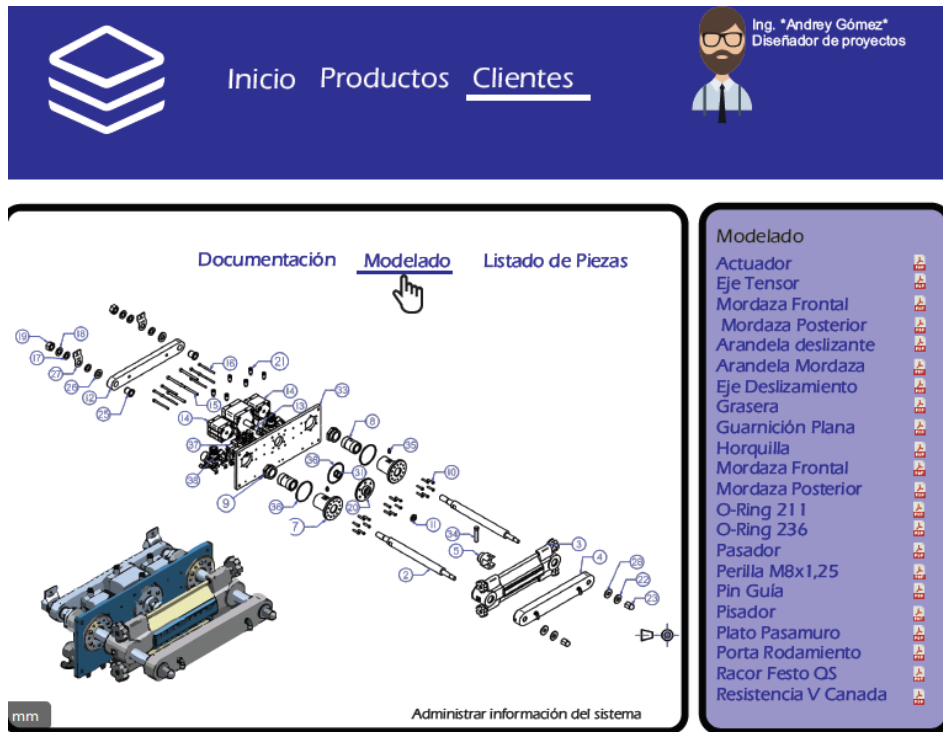 Ing. *Andrey Gómez*
Diseñador de proyectos
Inicio Productos Clientes
Documentación Modelado Listado de Piezas
19
18
17
27
26
12
25
16
21
15
14
14
13
33
37
38
8
35
9
36
36
31
7
20
10
11
34
5
2
3
4
28
22
23
mm
Administrar información del sistema
Modelado
Actuador
Eje Tensor
Mordaza Frontal
Mordaza Posterior
Arandela deslizante
Arandela Mordaza
Eje Deslizamiento
Grasera
Guarnición Plana
Horquilla
Mordaza Frontal
Mordaza Posterior
O-Ring 211
O-Ring 236
Pasador
Perilla M8x1,25
Pin Guía
Pisador
Plato Pasamuro
Porta Rodamiento
Racor Festo QS
Resistencia V Canada